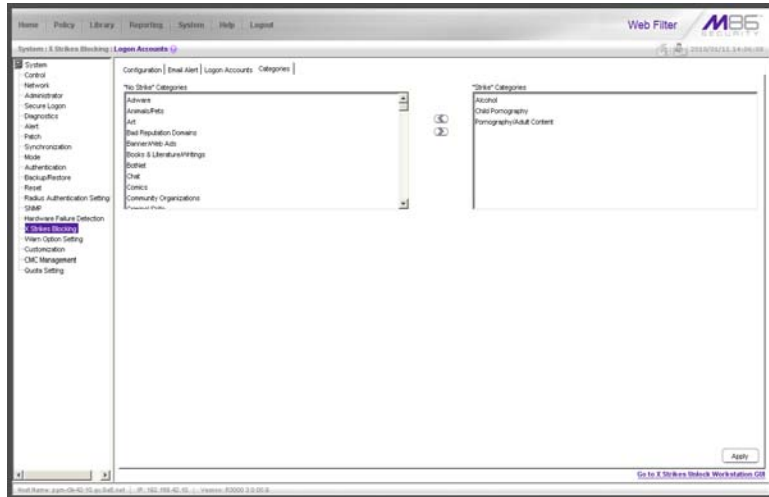 Home Policy Library Reporting System Help Logout
Web Filter
M86
SECURITY
System : X Strikes Blocking : Logon Accounts
System
Control
Network
Administrator
Secure Logon
Diagnostics
Alert
Patch
Synchronization
Mode
Authentication
Backup/Restore
Reset
Radius Authentication Setting
SNMP
Hardware Failure Detection
X Strikes Blocking
Warn Option Setting
Customization
CMC Management
Quota Setting
Configuration Email Alert Logon Accounts Categories
"No Strike" Categories
Adware
Animals/Pets
Art
Bad Reputation Domains
Banner/Web Ads
Books & Literature/Writings
BotNet
Chat
Comics
Community Organizations
"Strike" Categories
Alcohol
Child Pornography
Pornography/Adult Content
Apply
Go to X Strikes Unlock Workstation GUI
Host Name: